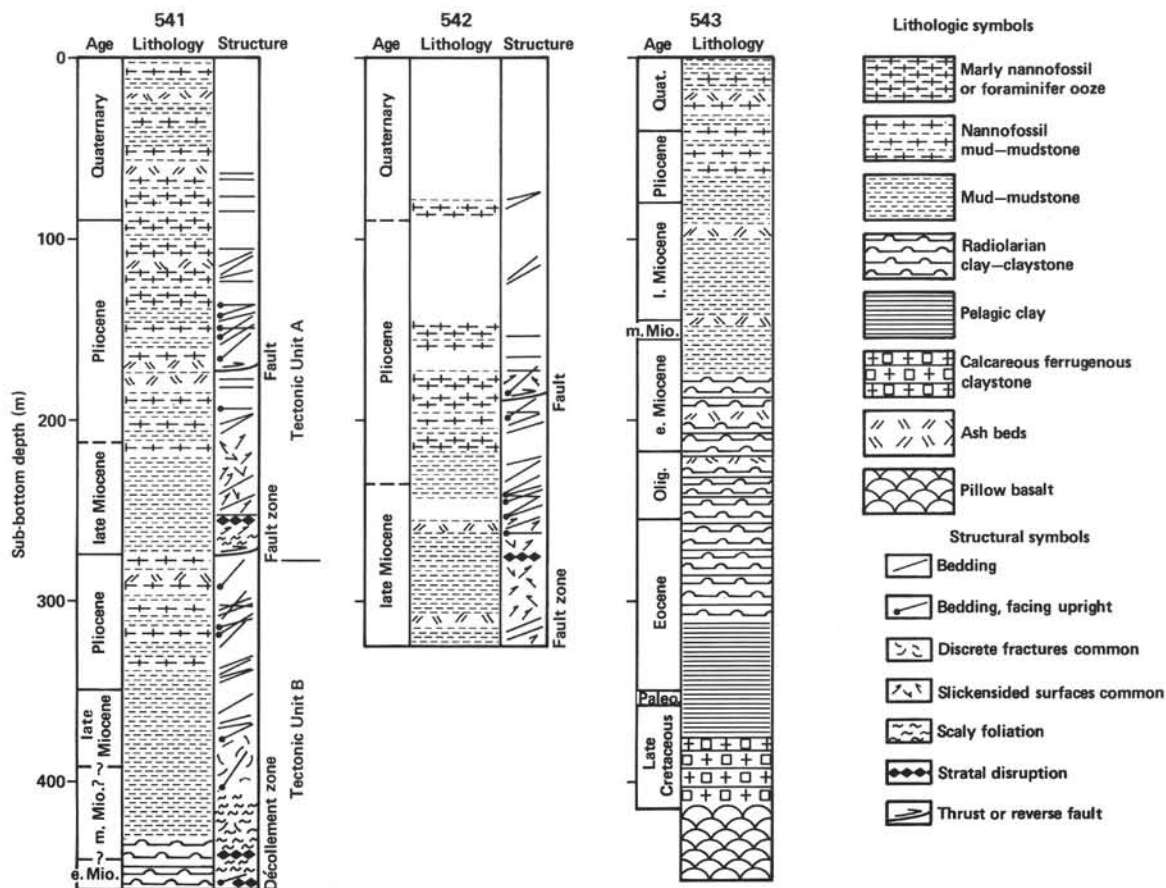 541
Age Lithology Structure
Sub-bottom depth (m)
0
100
200
300
400
Quaternary
Pliocene
late Miocene
Pliocene
late
Miocene
?
m. Mio.?
?
e. Mio.
Fault
Fault zone
Décollement zone
Tectonic Unit A
Tectonic Unit B
542
Age Lithology Structure
Quaternary
Pliocene
late Miocene
Fault
Fault zone
543
Age Lithology
Quat.
Pliocene
l. Miocene
m. Mio.
e. Miocene
Olig.
Eocene
Paleo.
Late
Cretaceous
Lithologic symbols
Marly nannofossil
or foraminifer ooze
Nannofossil
mud—mudstone
Mud—mudstone
Radiolarian
clay—claystone
Pelagic clay
Calcareous ferrugenous
claystone
Ash beds
Pillow basalt
Structural symbols
Bedding
Bedding, facing upright
Discrete fractures common
Slickensided surfaces common
Scaly foliation
Stratal disruption
Thrust or reverse fault